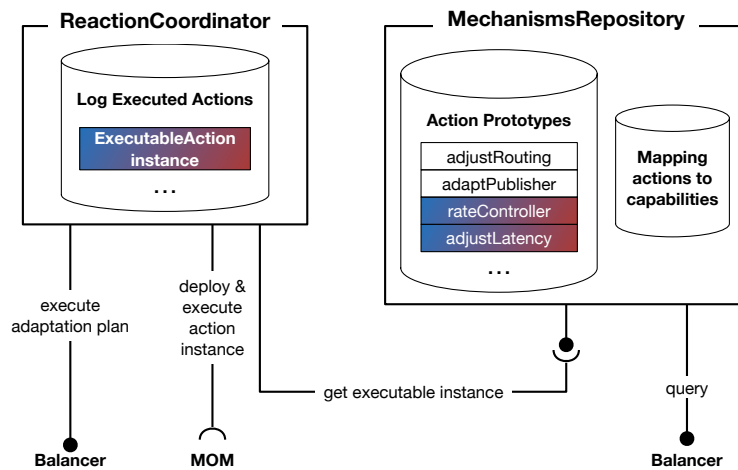 ReactionCoordinator
Log Executed Actions
ExecutableAction
instance
...
execute
adaptation plan
deploy &
execute
action
instance
Balancer
MOM
MechanismsRepository
Action Prototypes
adjustRouting
adaptPublisher
rateController
adjustLatency
...
Mapping
actions to
capabilities
get executable instance
query
Balancer